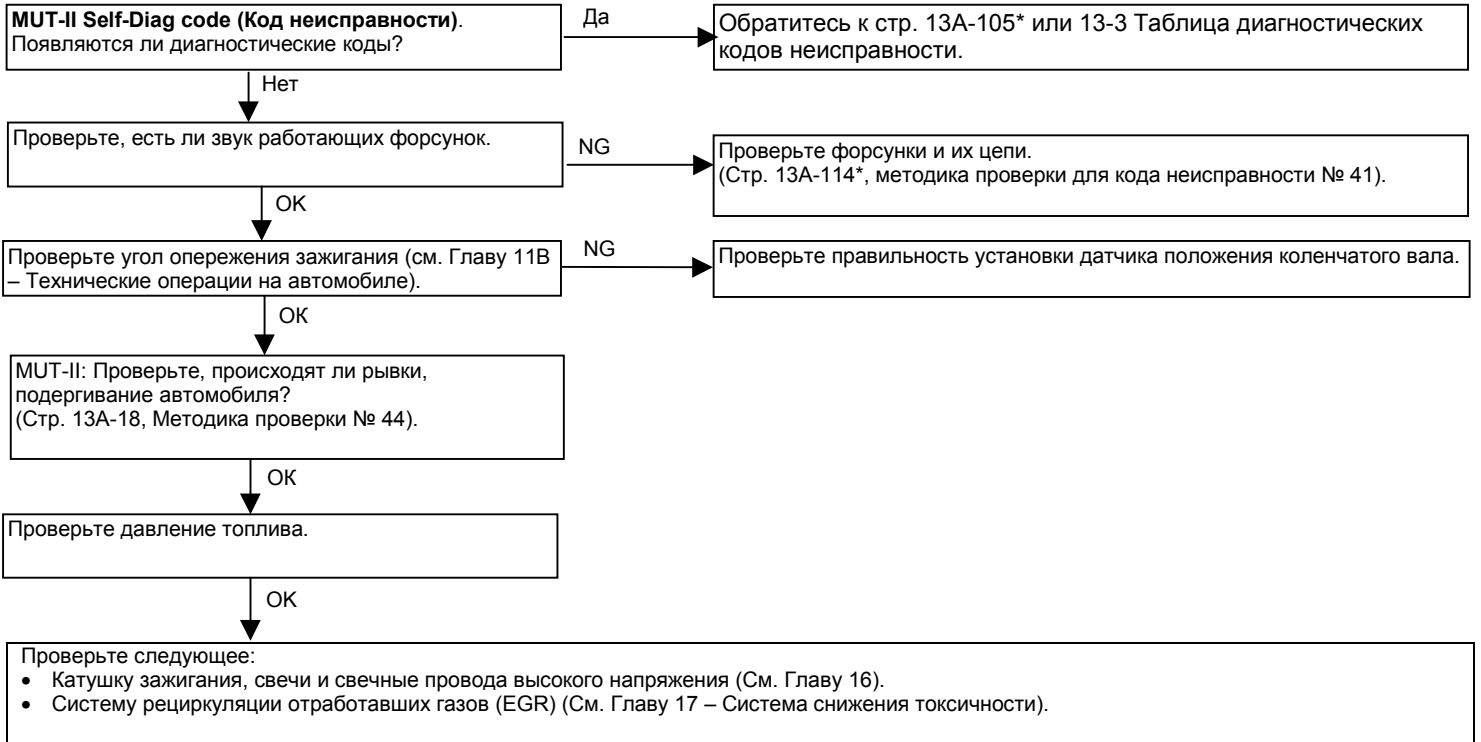 MUT-II Self-Diag code (Код неисправности).
Появляются ли диагностические коды?
Да
Обратитесь к стр. 13A-105* или 13-3 Таблица диагностических
кодов неисправности.
Нет
Проверьте, есть ли звук работающих форсунок.
NG
Проверьте форсунки и их цепи.
(Стр. 13A-114*, методика проверки для кода неисправности № 41).
OK
Проверьте угол опережения зажигания (см. Главу 11В
– Технические операции на автомобиле).
NG
Проверьте правильность установки датчика положения коленчатого вала.
ОК
MUT-II: Проверьте, происходят ли рывки,
подергивание автомобиля?
(Стр. 13A-18, Методика проверки № 44).
ОК
Проверьте давление топлива.
OK
Проверьте следующее:
• Катушку зажигания, свечи и свечные провода высокого напряжения (См. Главу 16).
• Систему рециркуляции отработавших газов (EGR) (См. Главу 17 – Система снижения токсичности).